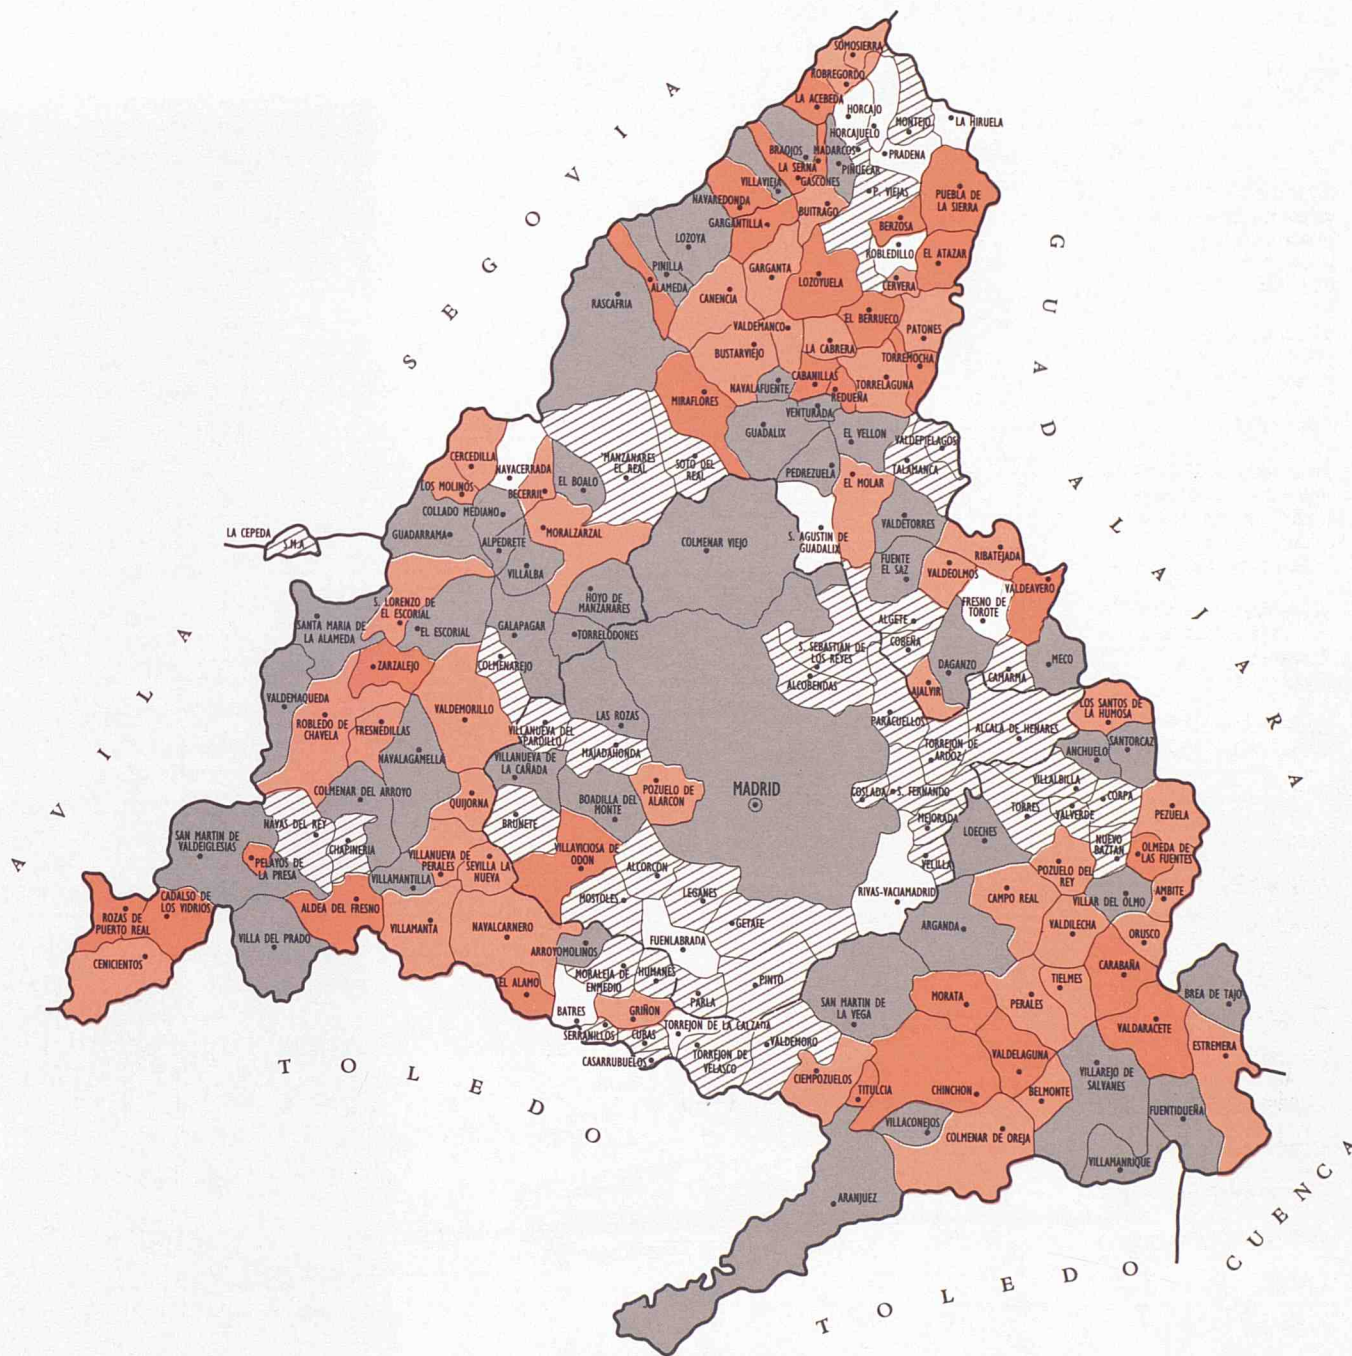 SEGOVIA
GUADALAJARA
AVILA
TOLEDO
TOLEDO
CUENCA
SOMOSIERRA
ROBREGORDO
LA ACEBEDA
HORCAJO
HORCAJUELO
MONTEJO
LA HIRUELA
PRADENA
BRAOJOS
MADARCOS
LA SERNA
PIÑUECAR
GASCONES
VILLAVIEJA
P. VIEJAS
PUEBLA DE
LA SIERRA
NAVAREDONDA
BUITRAGO
GARGANTILLA
BERZOSA
LOZOYA
ROBLEDILLO
EL ATAZAR
PINILLA
ALAMEDA
GARGANTA
LOZOYUELA
CERVERA
RASCAFRIA
CANENCIA
EL BERRUECO
VALDEMANCO
PATONES
BUSTARVIEJO
LA CABRERA
TORREMOCHA
NAVALAFUENTE
CABANILLAS
TORRELAGUNA
MIRAFLORES
REDUEÑA
VENTURADA
GUADALIX
EL VELLON
VALDEPIELAGOS
CERCEDILLA
NAVACERRADA
MANZANARES
EL REAL
SOTO DEL
REAL
PEDREZUELA
TALAMANCA
LOS MOLINOS
BECERRIL
EL BOALO
EL MOLAR
COLLADO MEDIANO
VALDETORRES
LA CEPEDA
S.M.A.
GUADARRAMA
MORALZARZAL
S. AGUSTIN DE
GUADALIX
ALPEDRETE
COLMENAR VIEJO
FUENTE
EL SAZ
RIBATEJADA
VILLALBA
VALDEOLMOS
VALDEAVERO
HOYO DE
MANZANARES
FRESNO DE
TOROTE
S. LORENZO DE
EL ESCORIAL
SANTA MARIA DE
LA ALAMEDA
EL ESCORIAL
GALAPAGAR
TORRELODONES
ALGETE
COBEÑA
S. SEBASTIAN DE
LOS REYES
DAGANZO
MECO
ZARZALEJO
COLMENAREJO
ALCOBENDAS
AJALVIR
CAMARMA
VALDEMAQUEDA
ROBLEDO DE
CHAVELA
FRESNEDILLAS
VALDEMORILLO
LAS ROZAS
PARACUELLOS
LOS SANTOS DE
LA HUMOSA
VILLANUEVA DEL
PARDILLO
ALCALA DE HENARES
MAJADAHONDA
TORREJON DE
ARDOZ
ANCHUELO
SANTORCAZ
NAVALAGAMELLA
VILLANUEVA DE
LA CAÑADA
COLMENAR DEL ARROYO
QUIJORNA
BOADILLA DEL
MONTE
POZUELO DE
ALARCON
MADRID
COSLADA
S. FERNANDO
VILLALBILLA
CORPA
TORRES
VALVERDE
PEZUELA
NAVAS DEL REY
BRUNETE
MEJORADA
SAN MARTIN DE
VALDEIGLESIAS
CHAPINERIA
LOECHES
NUEVO
BAZTAN
PELAYOS DE
LA PRESA
VILLANUEVA DE
PERALES
SEVILLA LA
NUEVA
VILLAVICIOSA DE
ODON
VELILLA
OLMEDA DE
LAS FUENTES
ALCORCON
POZUELO DEL
REY
VILLAMANTILLA
LEGANES
RIVAS-VACIAMADRID
CAMPO REAL
VILLAR DEL OLMO
AMBITE
CADALSO DE
LOS VIDRIOS
ROZAS DE
PUERTO REAL
ALDEA DEL FRESNO
MOSTOLES
GETAFE
ARGANDA
VALDILECHA
ORUSCO
VILLAMANTA
NAVALCARNERO
VILLA DEL PRADO
FUENLABRADA
ARROYOMOLINOS
CENICIENTOS
MORALEJA DE
ENMEDIO
HUMANES
PINTO
CARABAÑA
EL ALAMO
TIELMES
PARLA
SAN MARTIN DE
LA VEGA
MORATA
PERALES
BREA DE TAJO
BATRES
GRIÑON
SERRANILLOS
CUBAS
TORREJON DE LA CALZADA
VALDEMORO
VALDARACETE
CASARRUBUELOS
TORREJON DE
VELASCO
ESTREMERA
VALDELAGUNA
CIEMPOZUELOS
VILLAREJO DE
SALVANES
TITULCIA
CHINCHON
BELMONTE
FUENTIDUEÑA
VILLACONEJOS
COLMENAR DE OREJA
VILLAMANRIQUE
ARANJUEZ